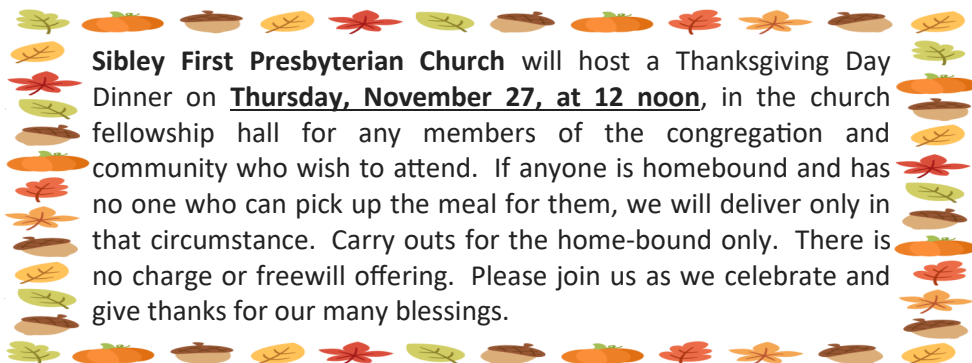 Sibley First Presbyterian Church will host a Thanksgiving Day
Dinner on Thursday, November 27, at 12 noon, in the church
fellowship hall for any members of the congregation and
community who wish to attend. If anyone is homebound and has
no one who can pick up the meal for them, we will deliver only in
that circumstance. Carry outs for the home-bound only. There is
no charge or freewill offering. Please join us as we celebrate and
give thanks for our many blessings.